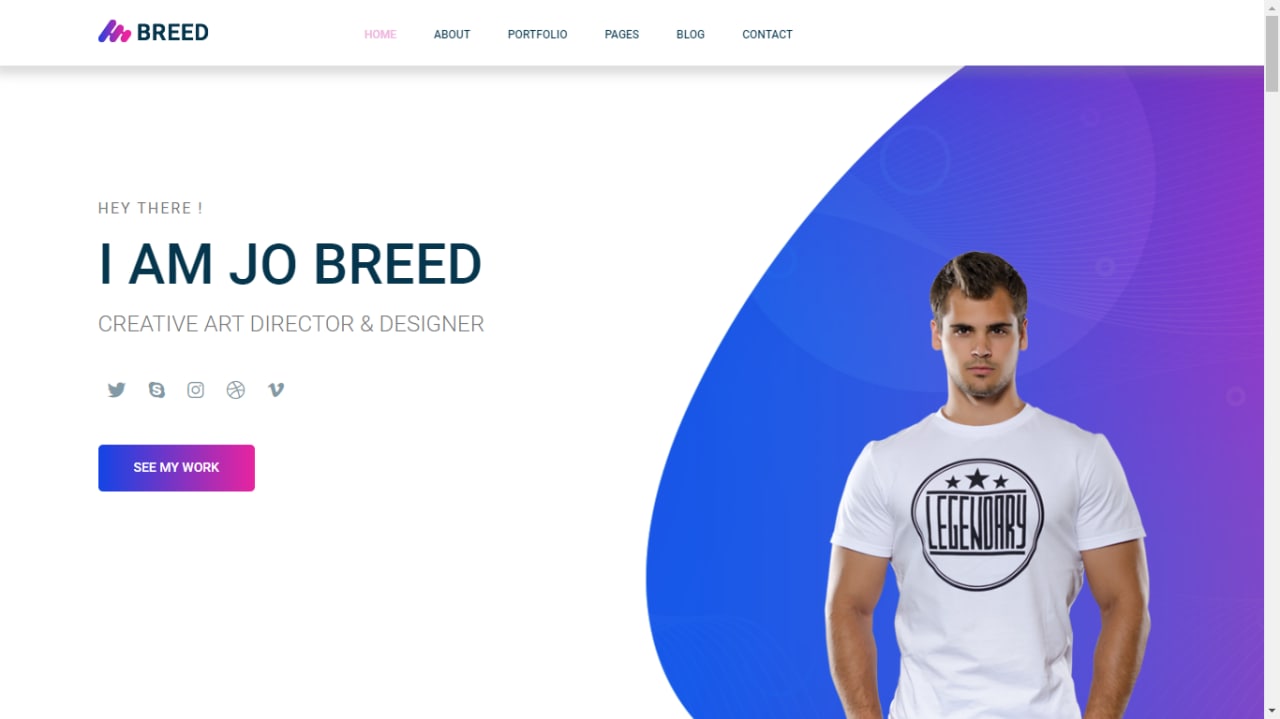 BREED
HOME ABOUT PORTFOLIO PAGES BLOG CONTACT
HEY THERE !
I AM JO BREED
CREATIVE ART DIRECTOR & DESIGNER
SEE MY WORK
LEGENDARY